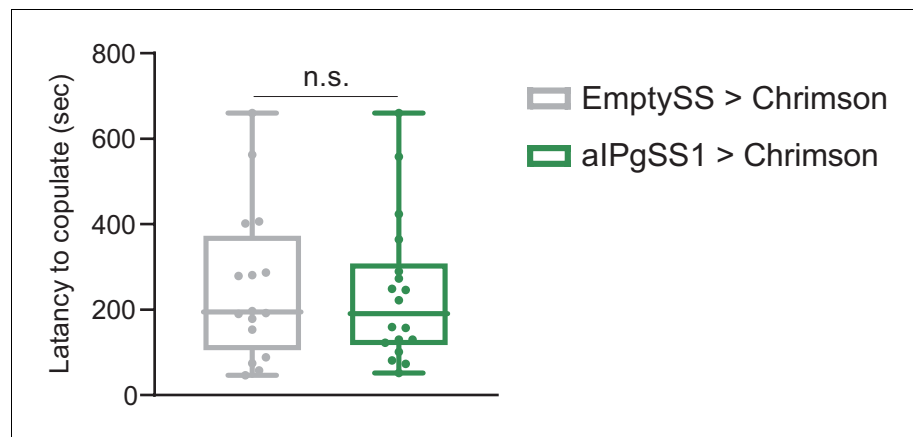 Latancy to copulate (sec)
800
600
400
200
0
n.s.
EmptySS > Chrimson
aIPgSS1 > Chrimson